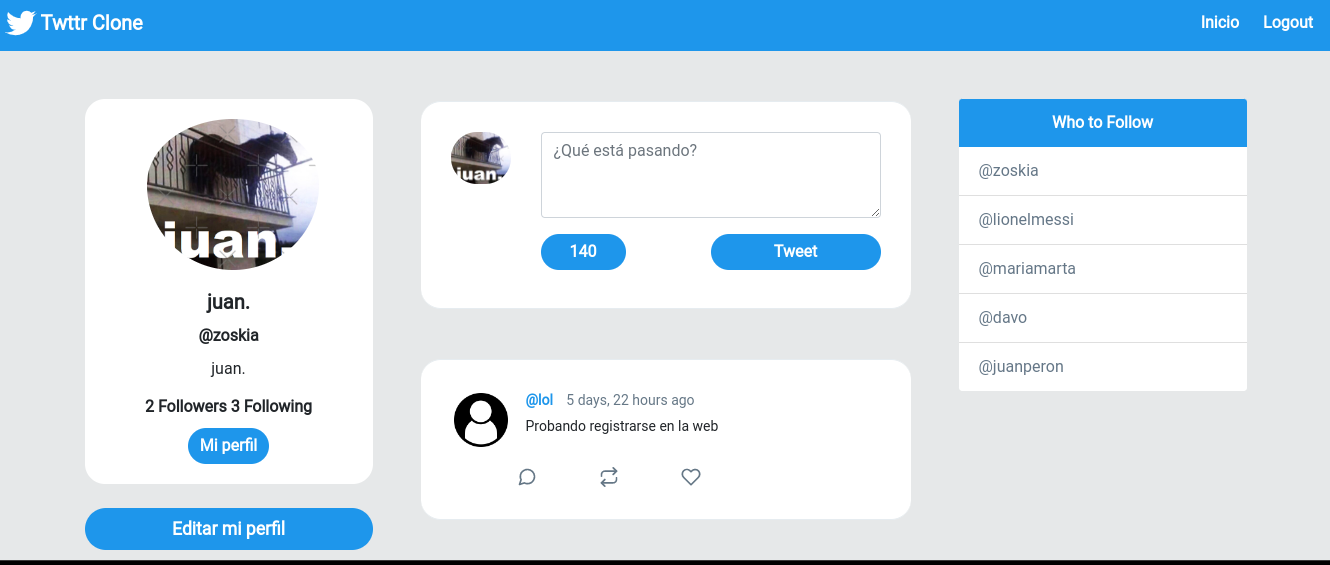 Twttr Clone
Inicio
Logout
juan.
juan.
@zoskia
juan.
2 Followers 3 Following
Mi perfil
Editar mi perfil
juan.
¿Qué está pasando?
140
Tweet
@lol 5 days, 22 hours ago
Probando registrarse en la web
Who to Follow
@zoskia
@lionelmessi
@mariamarta
@davo
@juanperon